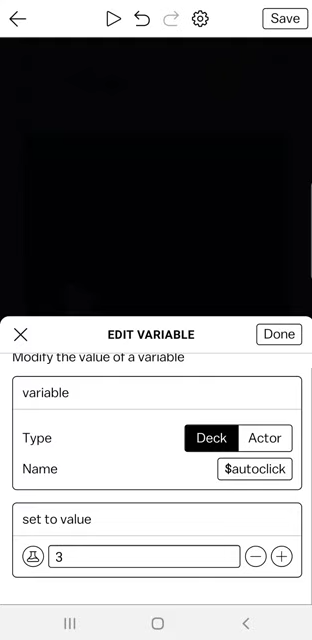 Save
EDIT VARIABLE
Done
Modify the value of a variable
variable
Type
Deck
Actor
Name
$autoclick
set to value
3